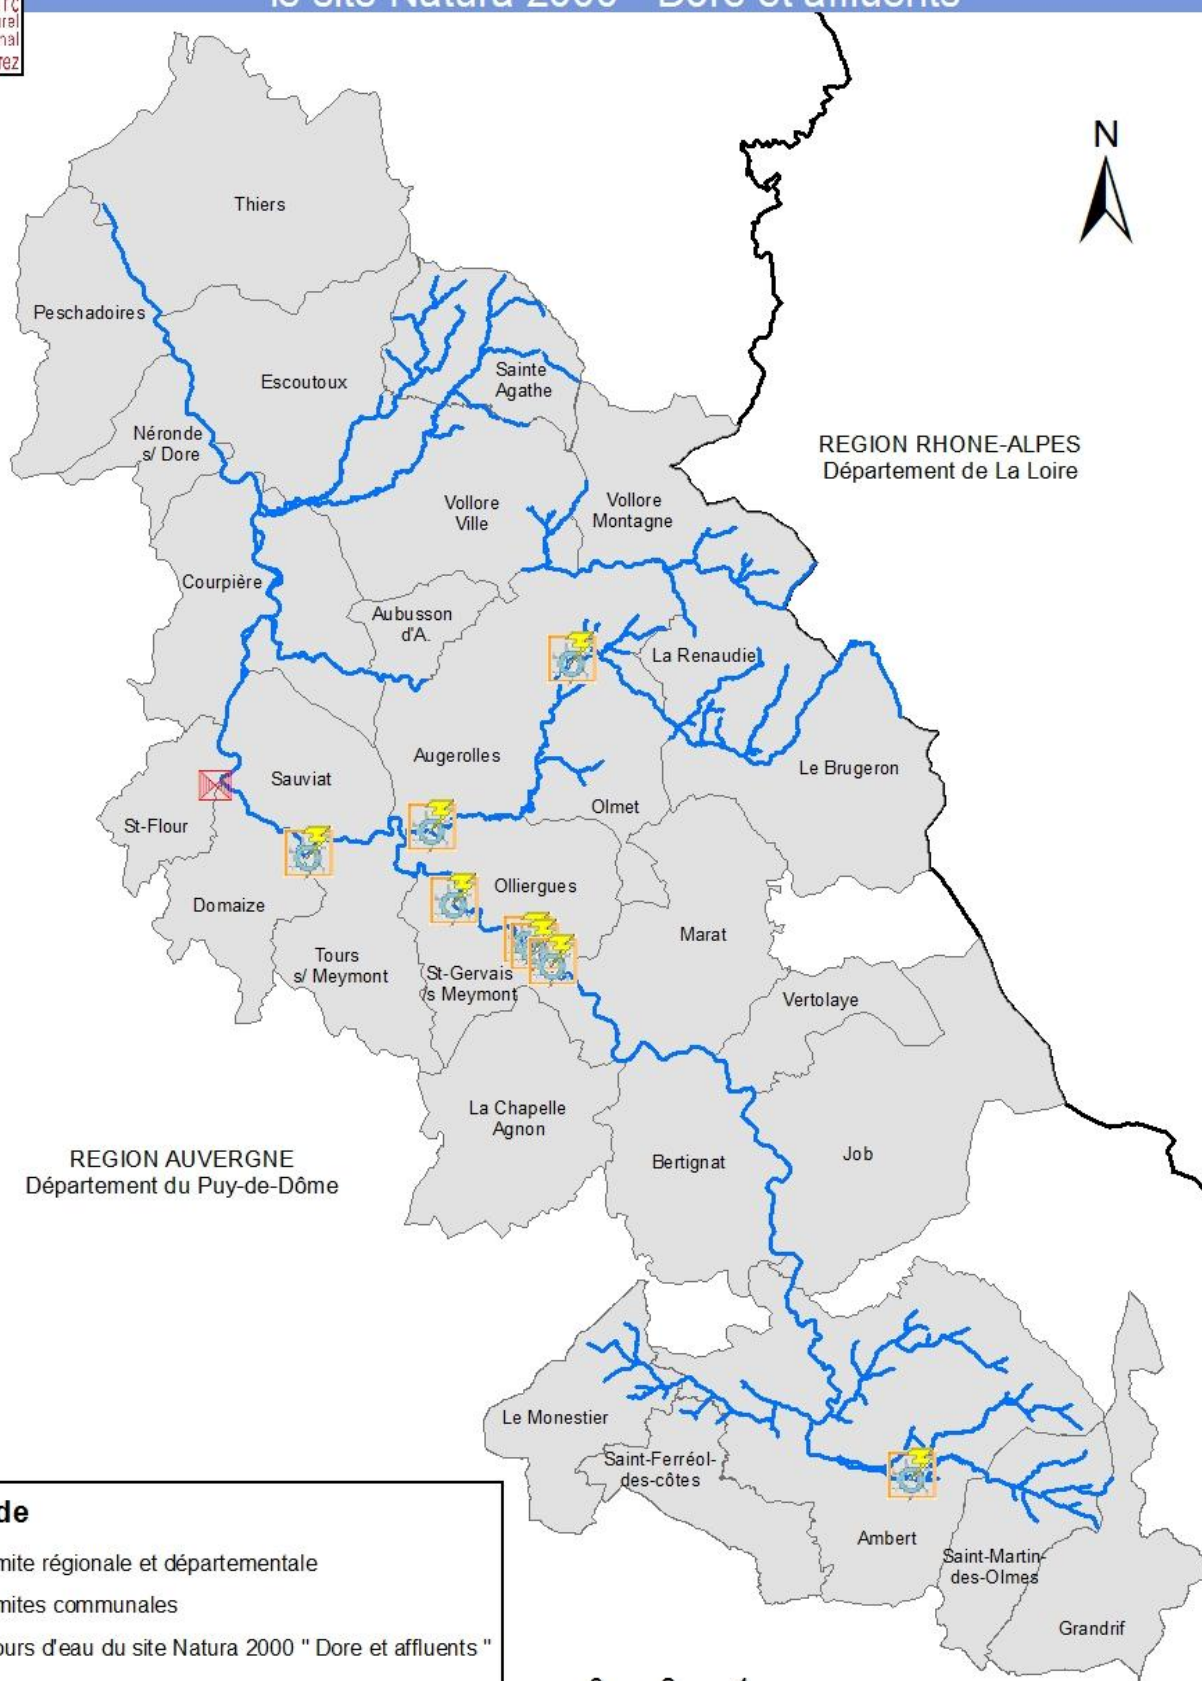 le site Natura 2000 " Dore et affluents "
N
Thiers
Peschadoires
Escoutoux
Sainte
Agathe
Néronde
s/ Dore
REGION RHONE-ALPES
Département de La Loire
Vollore
Ville
Vollore
Montagne
Courpière
Aubusson
d'A.
La Renaudie
Augerolles
Sauviat
Le Brugeron
Olmet
St-Flour
Olliergues
Domaize
Marat
Tours
s/ Meymont
St-Gervais
/s Meymont
Vertolaye
La Chapelle
Agnon
REGION AUVERGNE
Département du Puy-de-Dôme
Bertignat
Job
Le Monestier
Saint-Ferréol-
des-côtes
Ambert
Saint-Martin-
des-Olmes
Grandrif
de
mite régionale et départementale
mites communales
ours d'eau du site Natura 2000 " Dore et affluents "